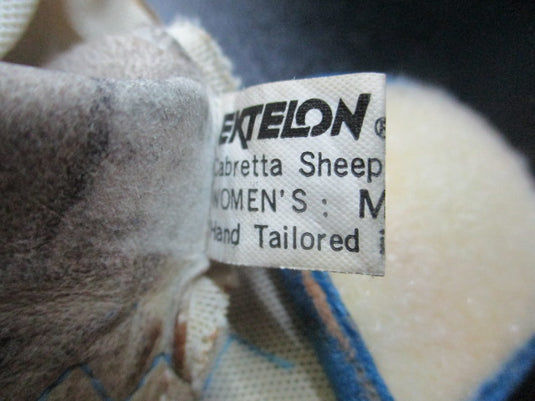 EKTELON®
Cabretta Sheep
WOMEN'S: M
Hand Tailored i